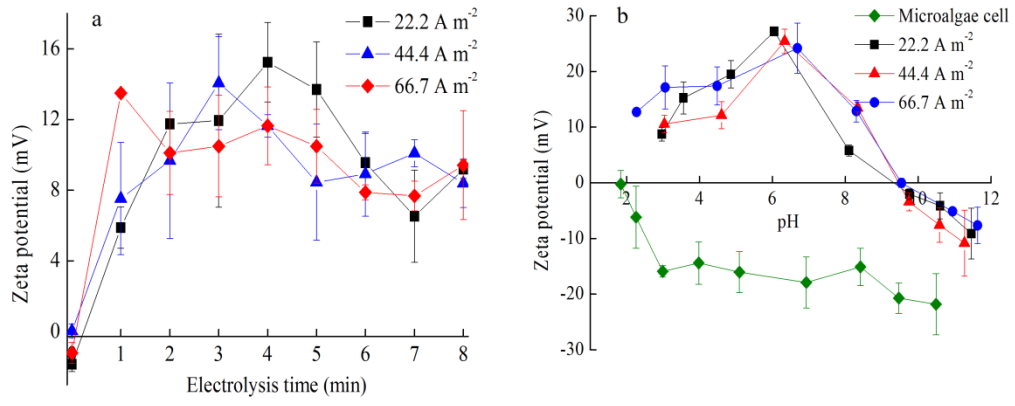 a
22.2 A m-2
44.4 A m-2
66.7 A m-2
16
12
8
4
0
Zeta potential (mV)
1 2 3 4 5 6 7 8
Electrolysis time (min)
b
Microalgae cell
22.2 A m-2
44.4 A m-2
66.7 A m-2
30
20
10
0
-10
-20
-30
Zeta potential (mV)
2 4 6 8 10 12
pH